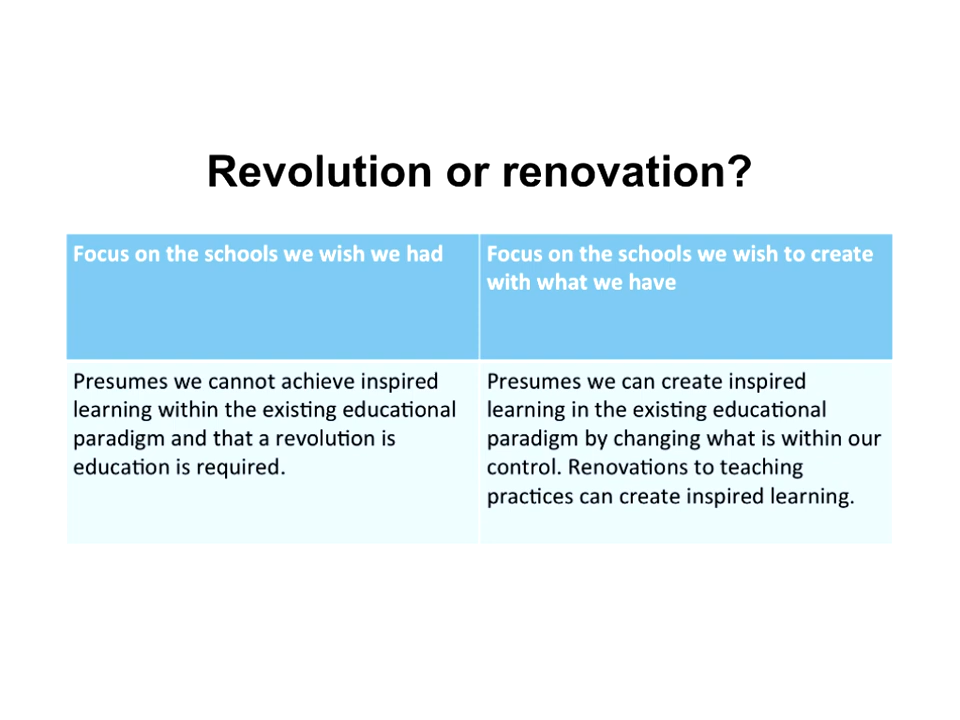 Revolution or renovation?
Focus on the schools we wish we had
Focus on the schools we wish to create
with what we have
Presumes we cannot achieve inspired
learning within the existing educational
paradigm and that a revolution is
education is required.
Presumes we can create inspired
learning in the existing educational
paradigm by changing what is within our
control. Renovations to teaching
practices can create inspired learning.